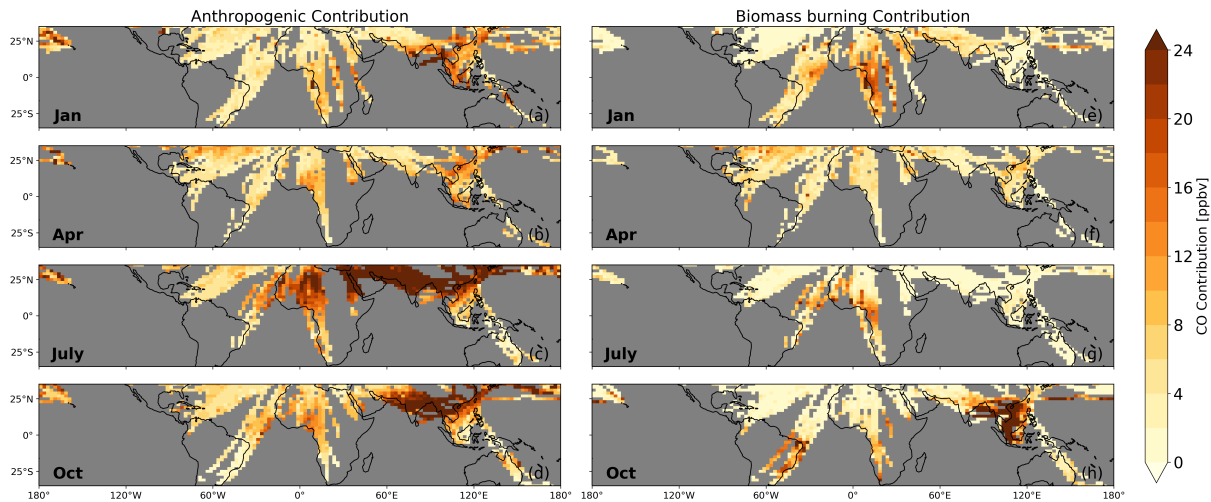 Anthropogenic Contribution
Biomass burning Contribution
25°N
0°
25°S
Jan
(a)
Jan
(e)
25°N
0°
25°S
Apr
(b)
Apr
(f)
25°N
0°
25°S
July
(c)
July
(g)
25°N
0°
25°S
Oct
(d)
Oct
(h)
180° 120°W 60°W 0° 60°E 120°E 180°
180° 120°W 60°W 0° 60°E 120°E 180°
24
20
16
12
8
4
0
CO Contribution [ppbv]